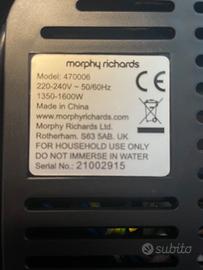 morphy richards
Model: 470006
220-240V ~ 50/60Hz
1350-1600W
Made in China
www.morphyrichards.com
Morphy Richards Ltd.
Rotherham. S63 5AB. UK
FOR HOUSEHOLD USE ONLY
DO NOT IMMERSE IN WATER
Serial No.: 21002915
subito